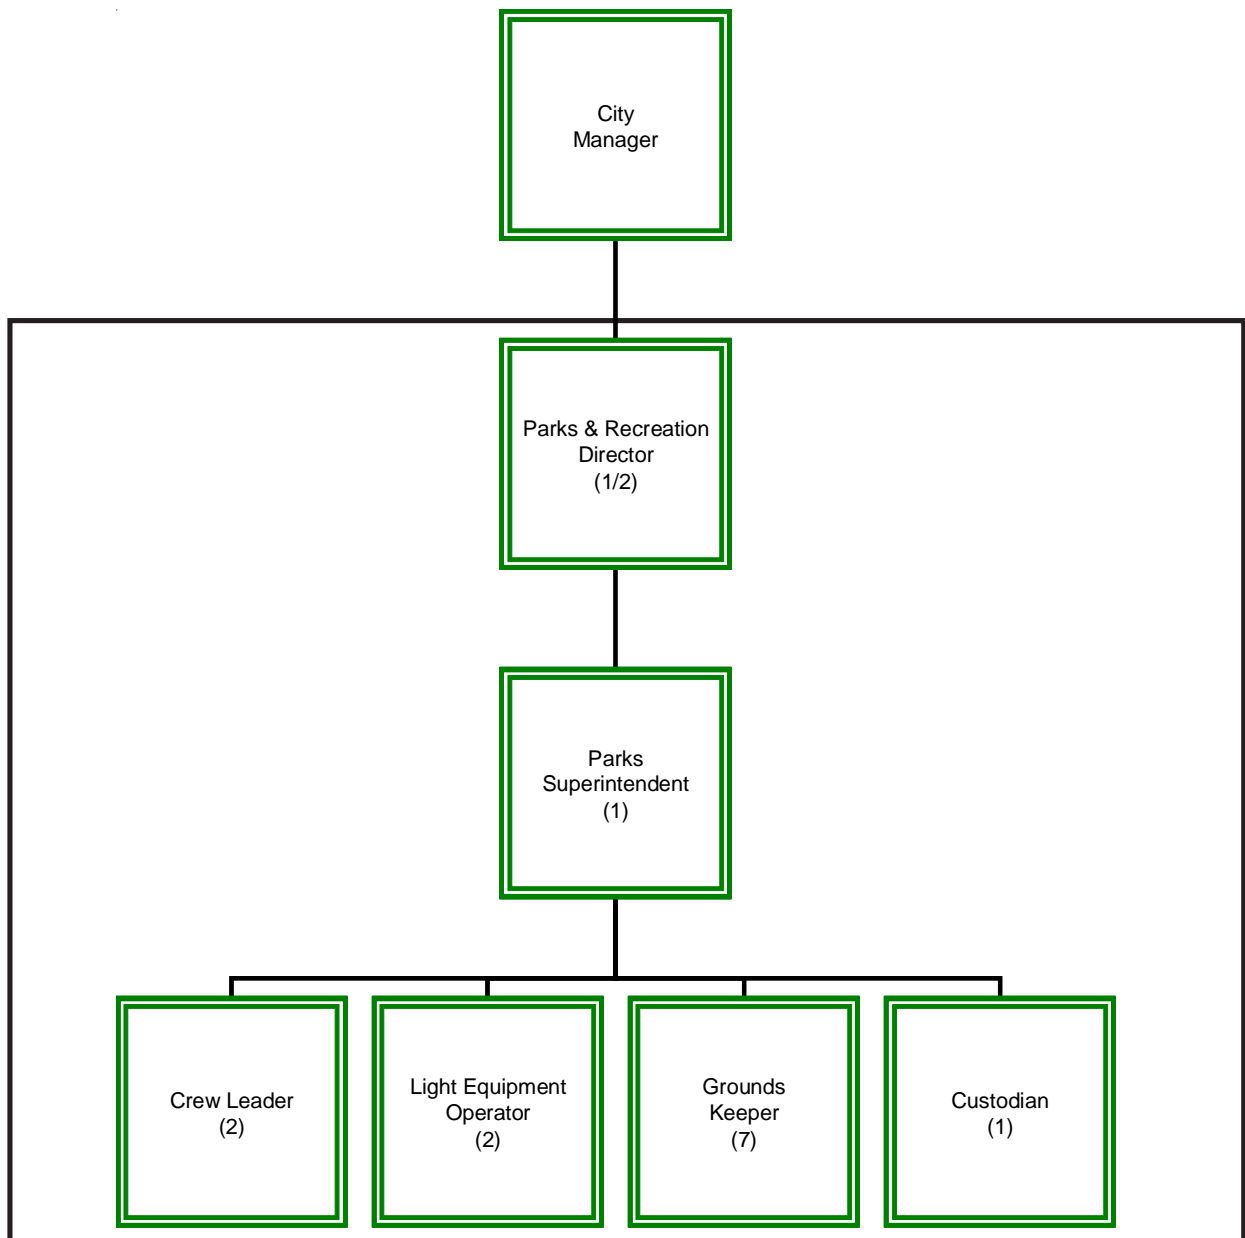 City
Manager
Parks & Recreation
Director
(1/2)
Parks
Superintendent
(1)
Crew Leader
(2)
Light Equipment
Operator
(2)
Grounds
Keeper
(7)
Custodian
(1)